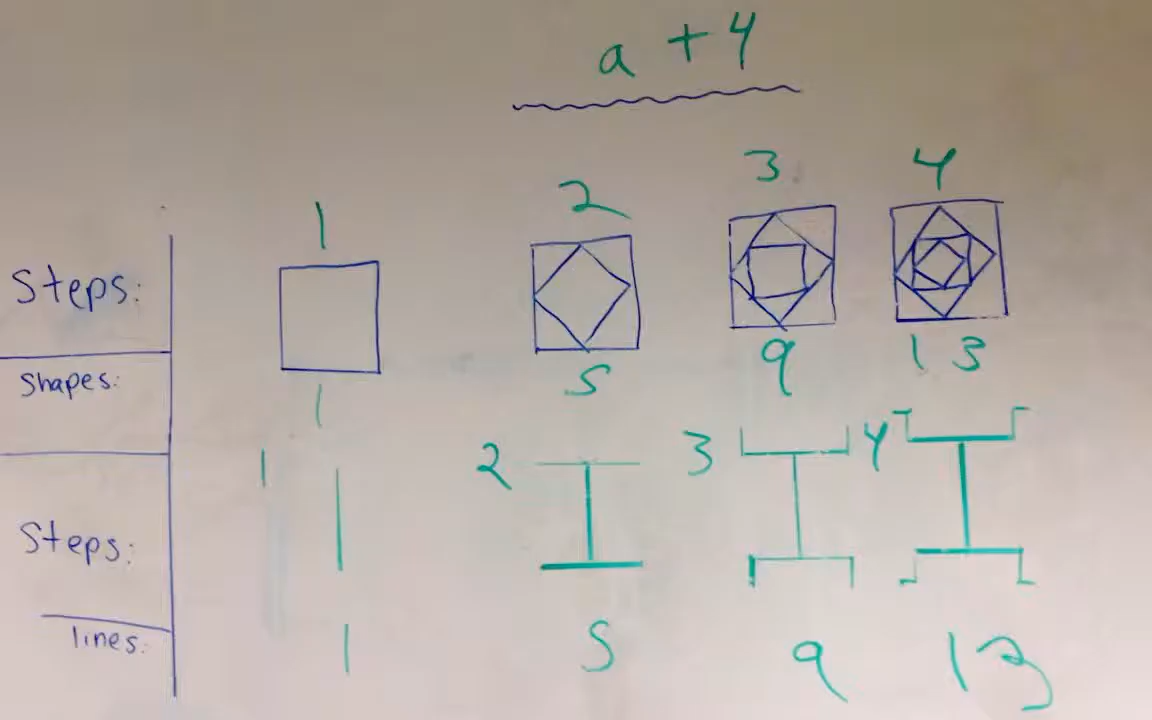 a + 4
1 2 3 4
Steps:
Shapes:
1 5 9 13
1 2 3 4
Steps:
lines:
1 5 9 13